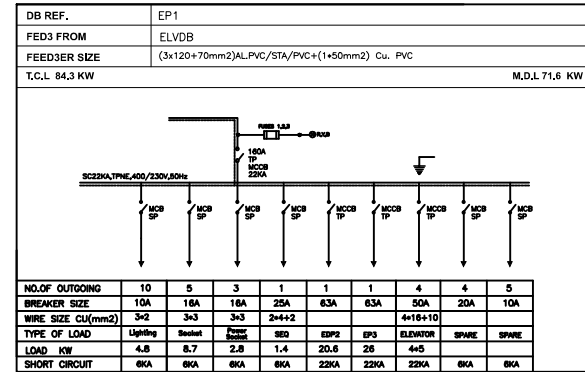 DB REF. EP1
FED3 FROM ELVDB
FEED3ER SIZE (3x120+70mm2)AL.PVC/STA/PVC+(1*50mm2) Cu. PVC
T.C.L 84.3 KW M.D.L 71.6 KW
FUSES 1,2,3
R,Y,B
160A
TP
MCCB
22KA
SC22KA,TPNE,400/230V,50Hz
MCB MCB MCB MCB MCCB MCCB MCCB MCB MCB
SP SP SP SP TP TP TP SP SP
NO.OF OUTGOING 10 5 3 1 1 1 4 4 5
BREAKER SIZE 10A 16A 16A 25A 63A 63A 50A 20A 10A
WIRE SIZE CU(mm2) 3*2 3*3 3*3 2*4+2 4*16+10
TYPE OF LOAD Lighting Socket Power Socket SEQ EDP2 EP3 ELEVATOR SPARE SPARE
LOAD KW 4.8 8.7 2.8 1.4 20.6 26 4*5
SHORT CIRCUIT 6KA 6KA 6KA 6KA 22KA 22KA 22KA 6KA 6KA